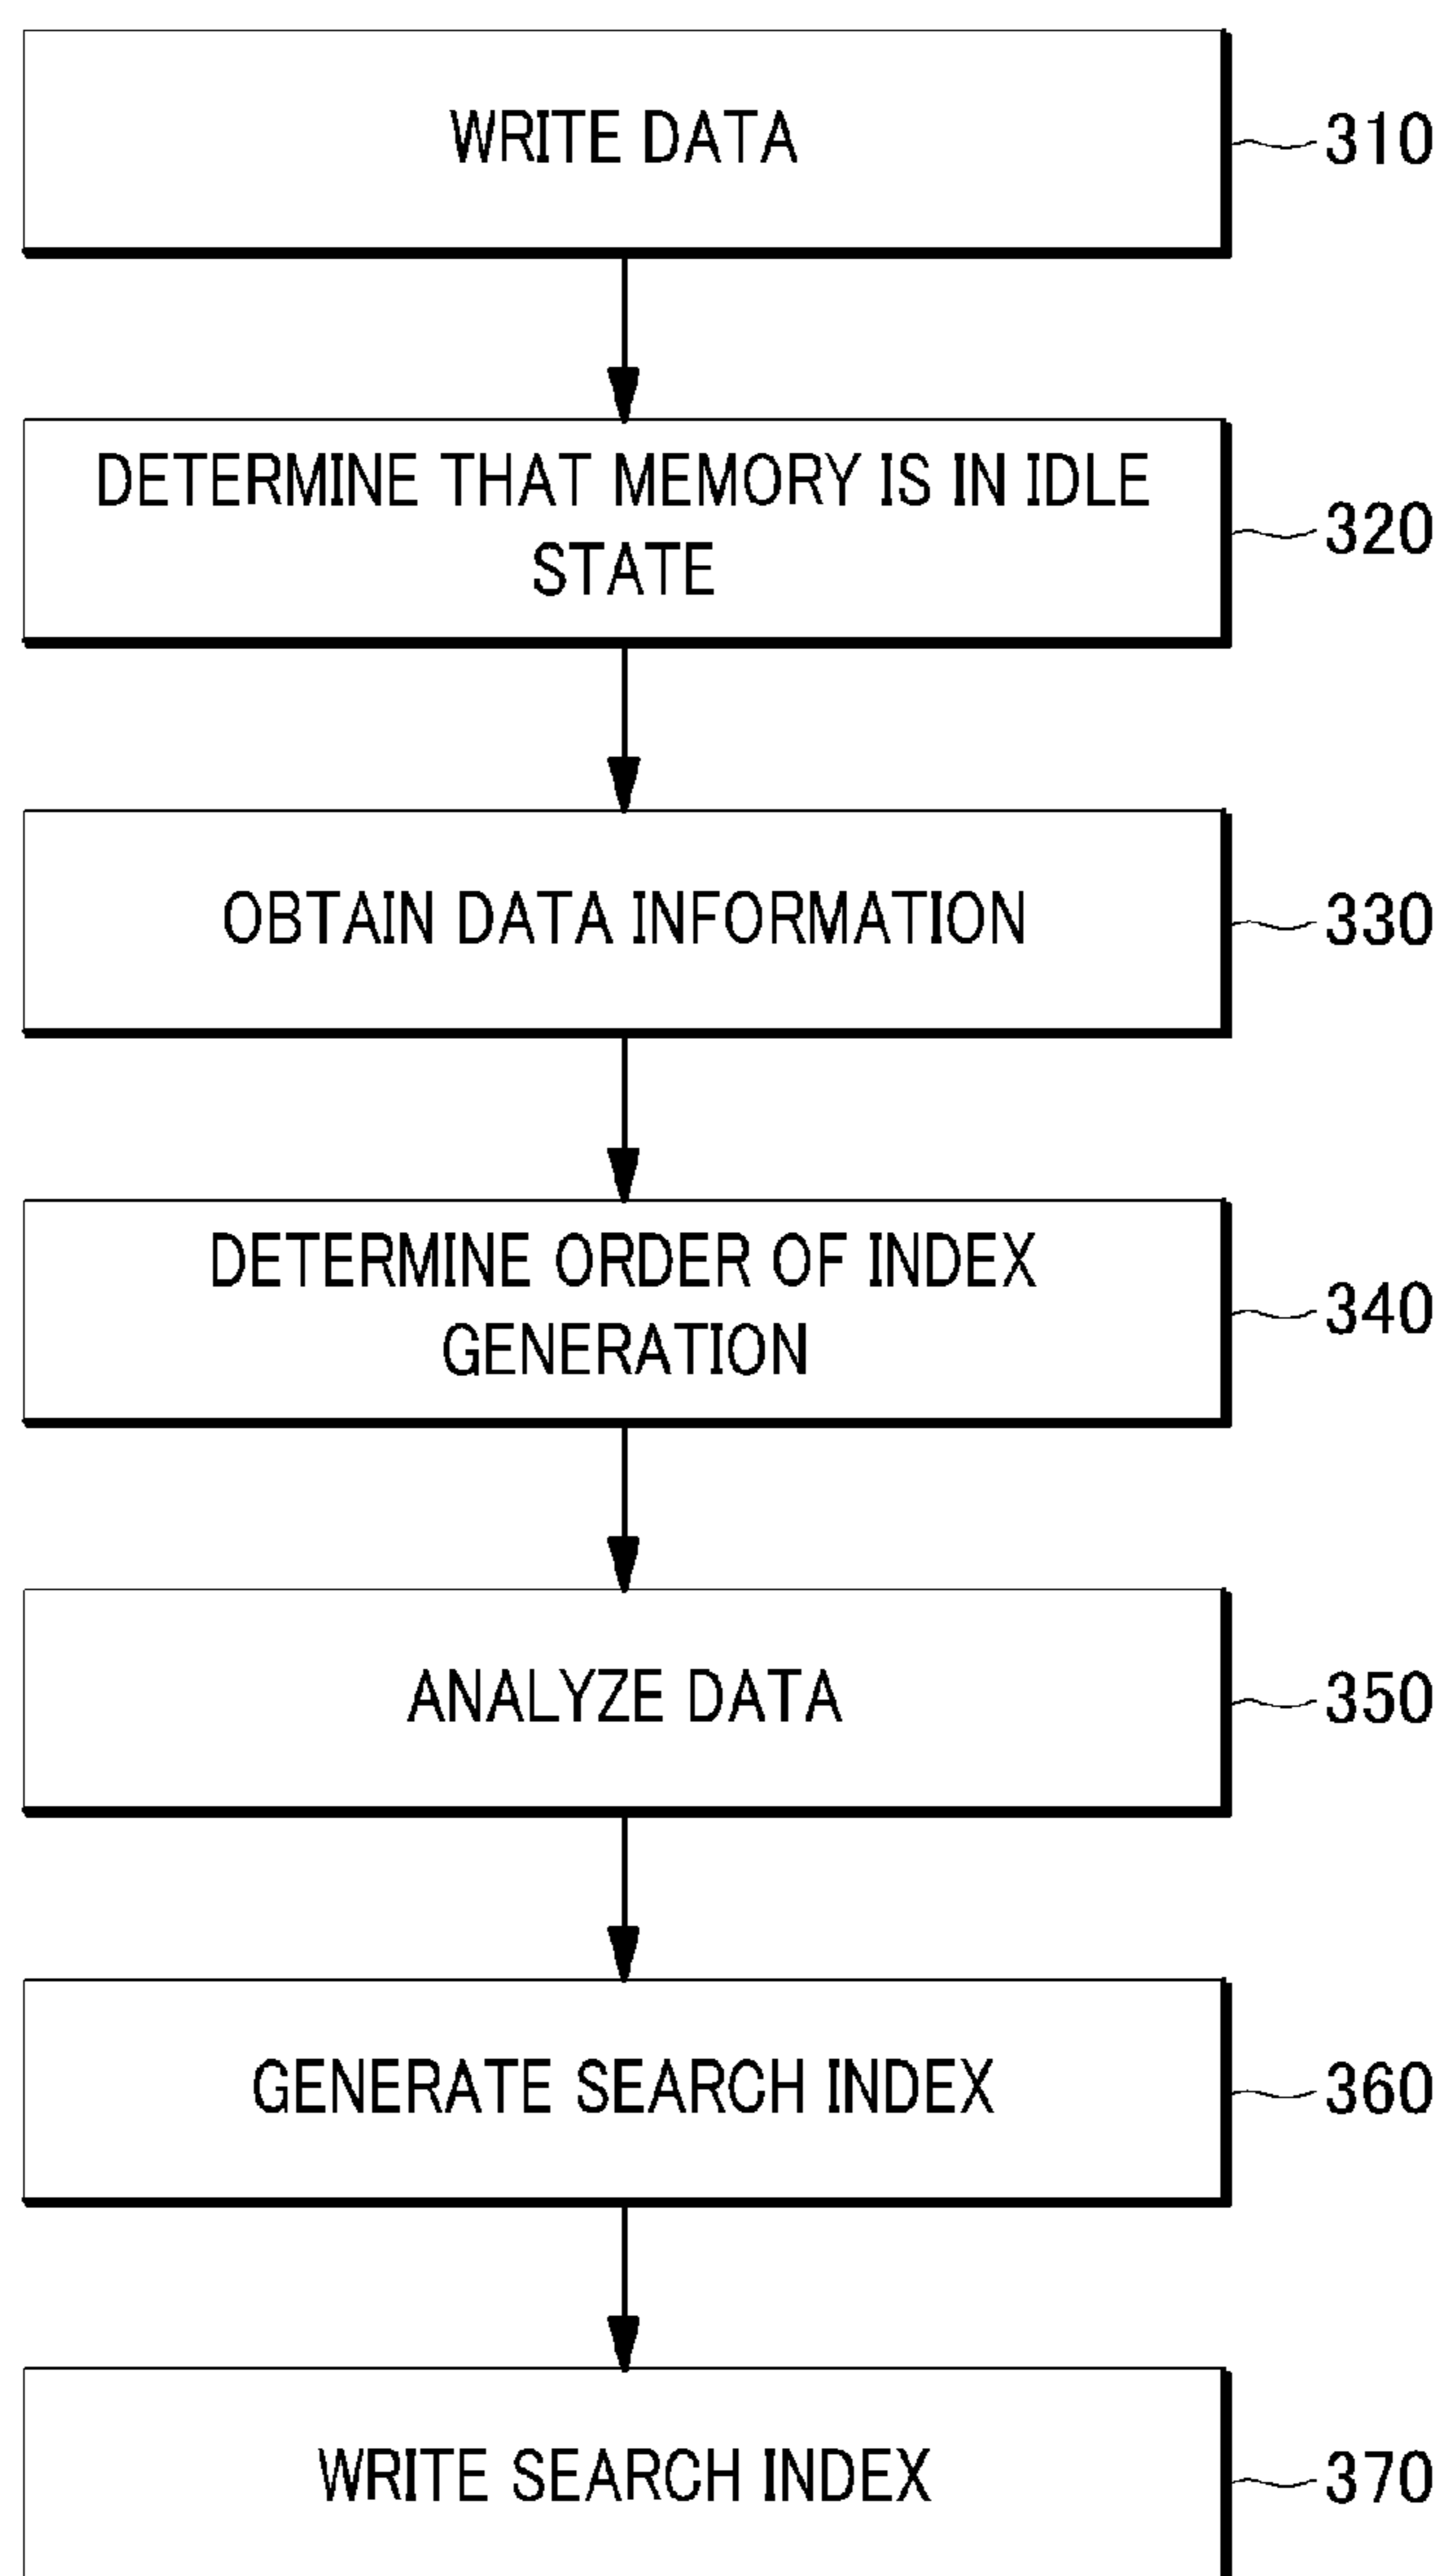 WRITE DATA
310
DETERMINE THAT MEMORY IS IN IDLE
STATE
320
OBTAIN DATA INFORMATION
330
DETERMINE ORDER OF INDEX
GENERATION
340
ANALYZE DATA
350
GENERATE SEARCH INDEX
360
WRITE SEARCH INDEX
370